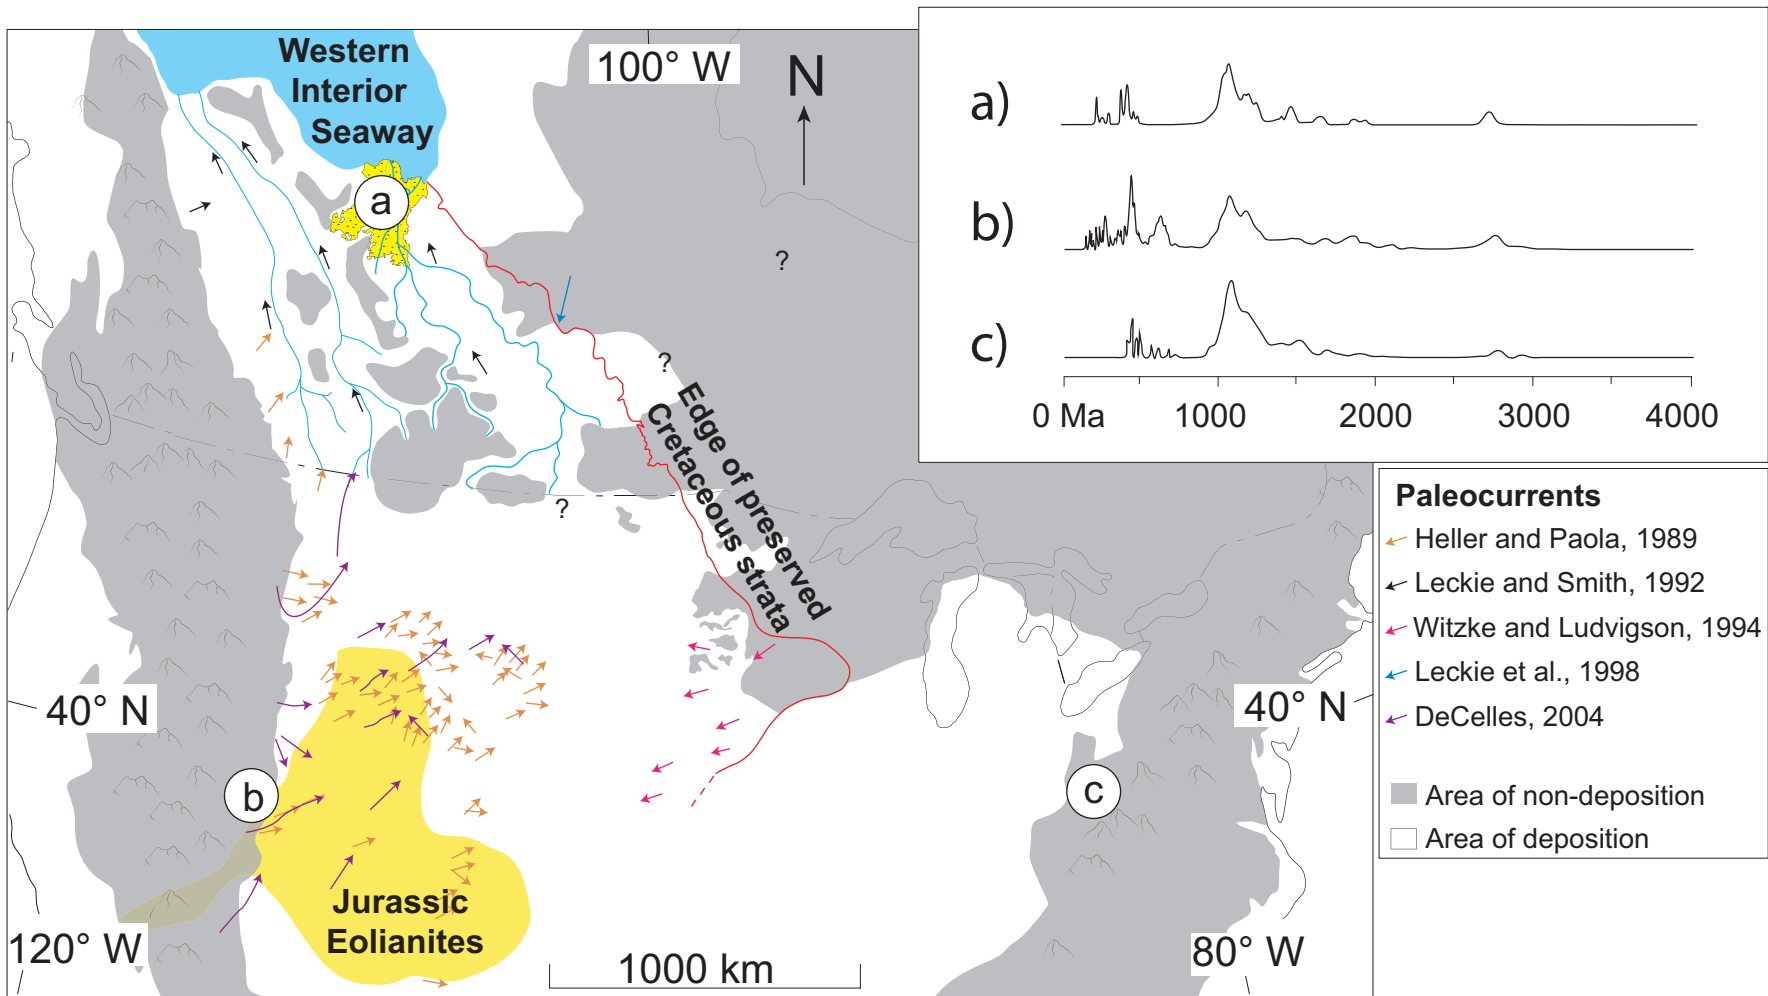 Western
Interior
Seaway
100° W
N
a
?
?
?
Edge of preserved
Cretaceous strata
40° N
40° N
b
c
Jurassic
Eolianites
120° W
80° W
1000 km
a)
b)
c)
0 Ma 1000 2000 3000 4000
Paleocurrents
Heller and Paola, 1989
Leckie and Smith, 1992
Witzke and Ludvigson, 1994
Leckie et al., 1998
DeCelles, 2004
Area of non-deposition
Area of deposition